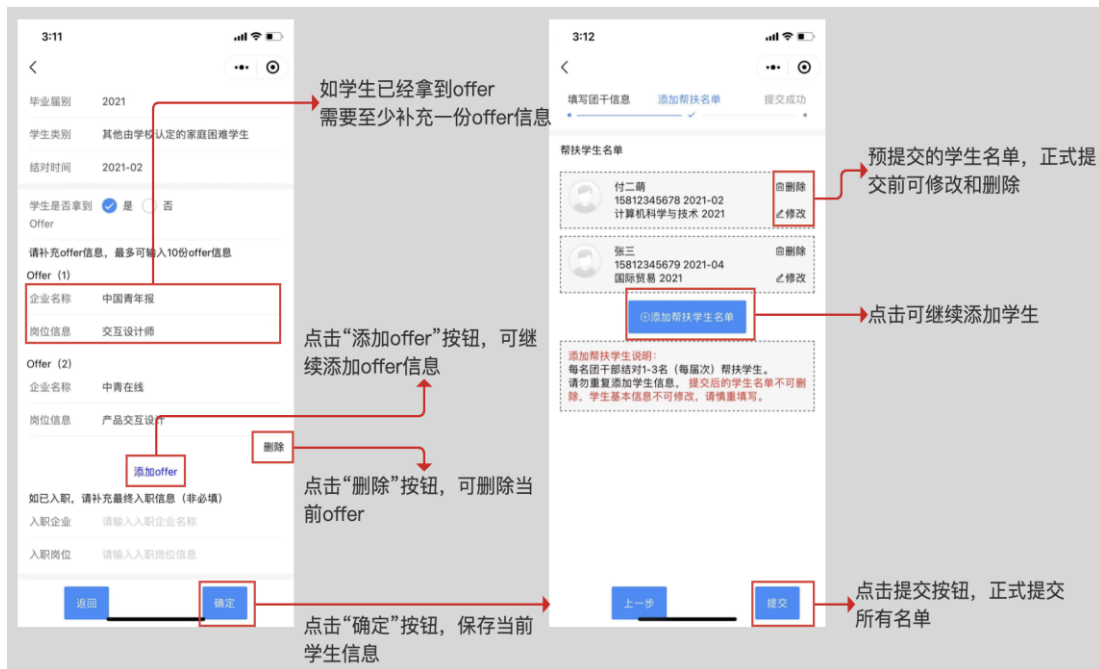 3:11
毕业届别 2021
学生类别 其他由学校认定的家庭困难学生
结对时间 2021-02
学生是否拿到 是 否
Offer
请补充offer信息，最多可输入10份offer信息
Offer（1）
企业名称 中国青年报
岗位信息 交互设计师
Offer（2）
企业名称 中青在线
岗位信息 产品交互设计
删除
添加offer
如已入职，请补充最终入职信息（非必填）
入职企业 请输入入职企业名称
入职岗位 请输入入职岗位信息
返回 确定
如学生已经拿到offer
需要至少补充一份offer信息
点击“添加offer”按钮，可继
续添加offer信息
点击“删除”按钮，可删除当
前offer
点击“确定”按钮，保存当前
学生信息
3:12
填写团干信息 添加帮扶名单 提交成功
帮扶学生名单
付二萌 删除
15812345678 2021-02
计算机科学与技术 2021 修改
张三 删除
15812345679 2021-04
国际贸易 2021 修改
添加帮扶学生名单
添加帮扶学生说明：
每名团干部结对1-3名（每届次）帮扶学生。
请勿重复添加学生信息， 提交后的学生名单不可删
除，学生基本信息不可修改，请慎重填写。
上一步 提交
预提交的学生名单，正式提
交前可修改和删除
点击可继续添加学生
点击提交按钮，正式提交
所有名单